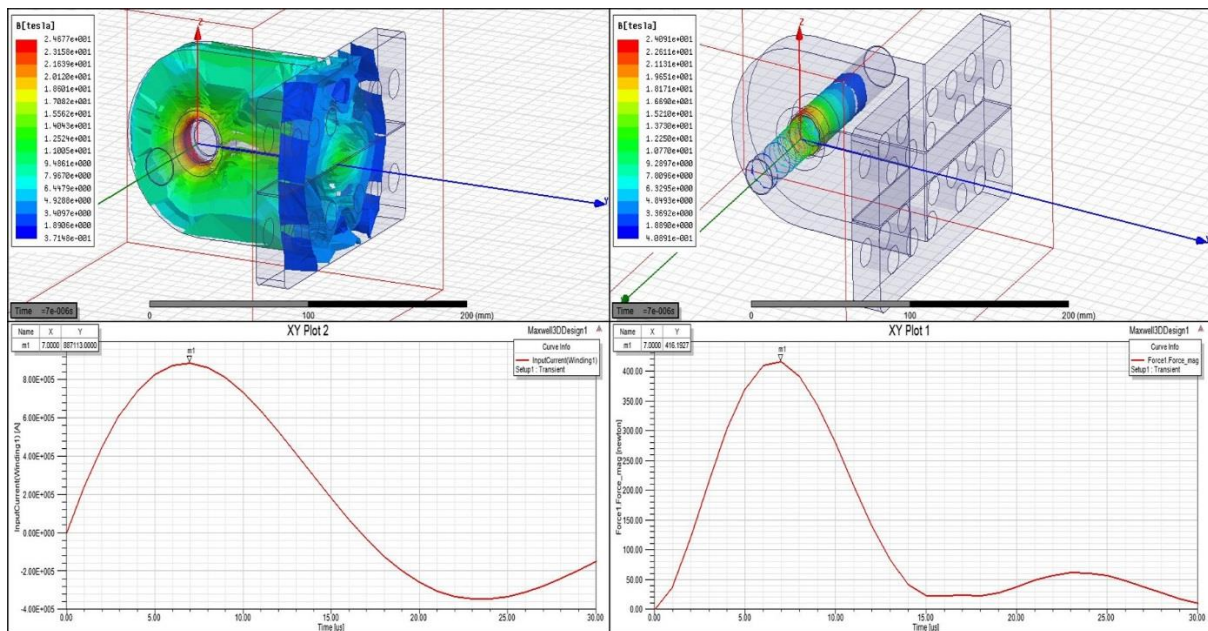 B[tesla]
2.4677e+001
2.3158e+001
2.1639e+001
2.0120e+001
1.8601e+001
1.7082e+001
1.5562e+001
1.4043e+001
1.2524e+001
1.1005e+001
9.4861e+000
7.9670e+000
6.4479e+000
4.9288e+000
3.4097e+000
1.8906e+000
3.7148e-001
Z
Y
Time =7e-006s
0 100 200 (mm)
B[tesla]
2.4091e+001
2.2611e+001
2.1131e+001
1.9651e+001
1.8171e+001
1.6690e+001
1.5210e+001
1.3730e+001
1.2250e+001
1.0770e+001
9.2897e+000
7.8096e+000
6.3295e+000
4.8493e+000
3.3692e+000
1.8890e+000
4.0891e-001
Z
Time =7e-006s
0 100 200 (mm)
Name X Y
m1 7.0000 887113.0000
XY Plot 2
Maxwell3DDesign1
Curve Info
InputCurrent(Winding1)
Setup1 : Transient
m1
InputCurrent(Winding1) [A]
8.00E+005
6.00E+005
4.00E+005
2.00E+005
0.00E+000
-2.00E+005
-4.00E+005
0.00 5.00 10.00 15.00 20.00 25.00 30.00
Time [us]
Name X Y
m1 7.0000 416.1927
XY Plot 1
Maxwell3DDesign1
Curve Info
Force1.Force_mag
Setup1 : Transient
m1
Force1.Force_mag [newton]
400.00
350.00
300.00
250.00
200.00
150.00
100.00
50.00
0.00
0.00 5.00 10.00 15.00 20.00 25.00 30.00
Time [us]